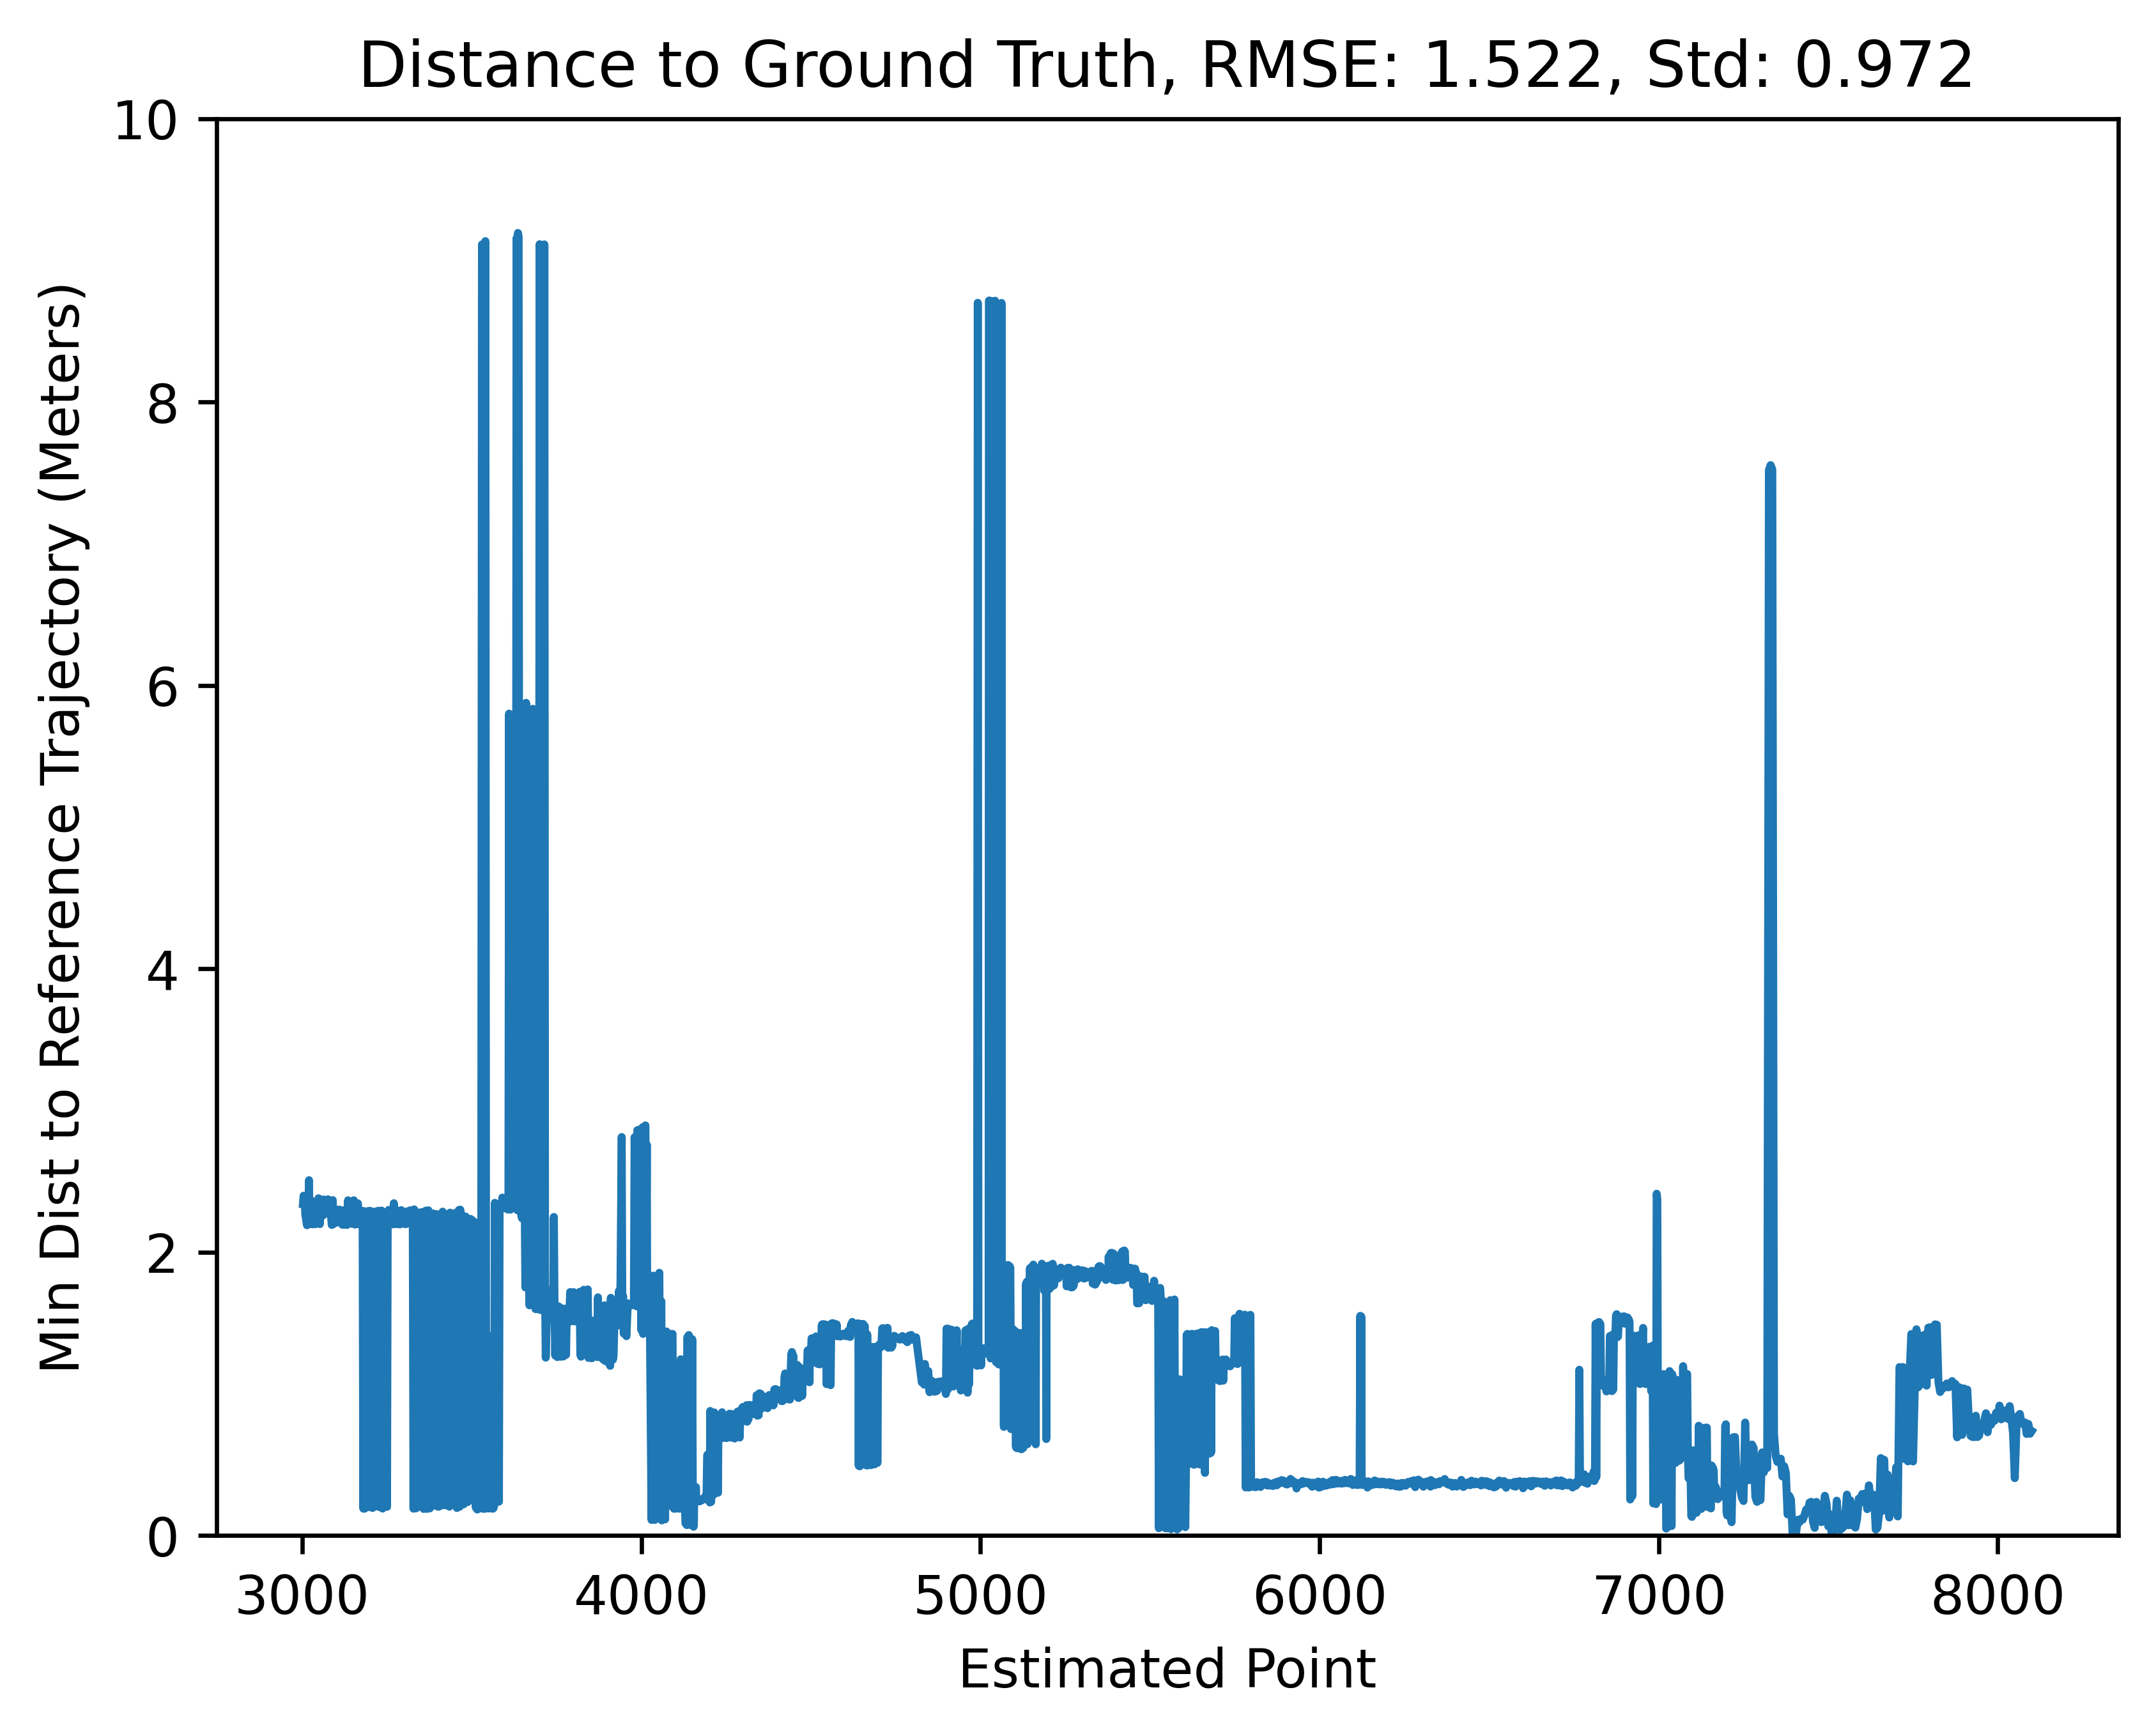 Distance to Ground Truth, RMSE: 1.522, Std: 0.972
10
8
6
4
2
0
Min Dist to Reference Trajectory (Meters)
3000 4000 5000 6000 7000 8000
Estimated Point